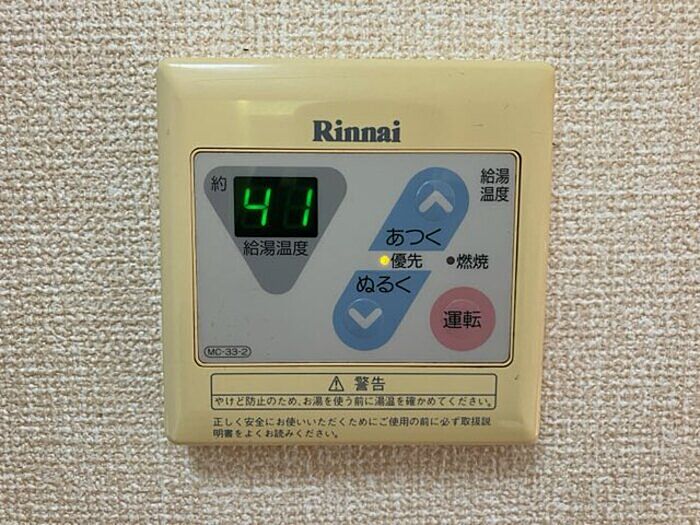 Rinnai
約
41
給湯温度
給湯
温度
あつく
優先
燃焼
ぬるく
運転
MC-33-2
⚠ 警告
やけど防止のため、お湯を使う前に湯温を確かめてください。
正しく安全にお使いいただくためにご使用の前に必ず取扱説
明書をよくお読みください。